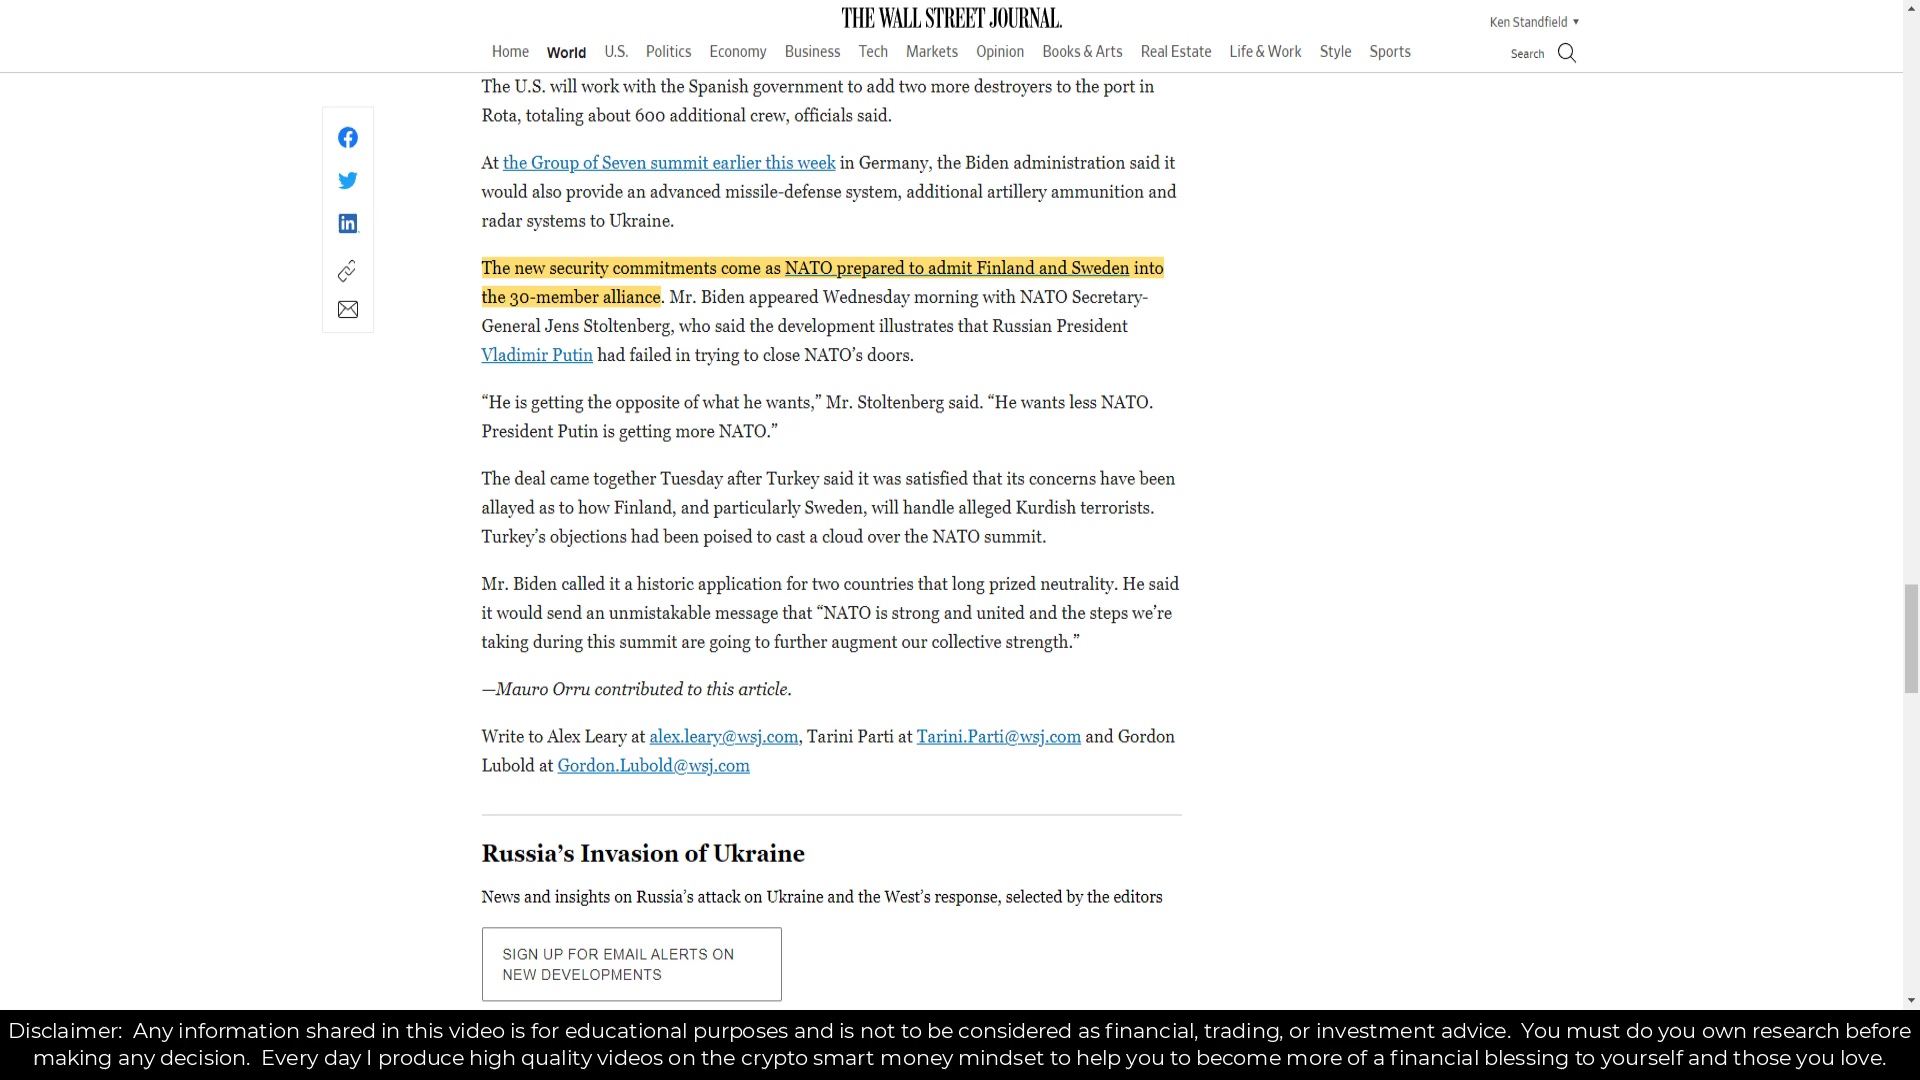 THE WALL STREET JOURNAL.
Ken Standfield ▼
Home World U.S. Politics Economy Business Tech Markets Opinion Books & Arts Real Estate Life & Work Style Sports
Search
The U.S. will work with the Spanish government to add two more destroyers to the port in
Rota, totaling about 600 additional crew, officials said.
At the Group of Seven summit earlier this week in Germany, the Biden administration said it
would also provide an advanced missile-defense system, additional artillery ammunition and
radar systems to Ukraine.
The new security commitments come as NATO prepared to admit Finland and Sweden into
the 30-member alliance. Mr. Biden appeared Wednesday morning with NATO Secretary-
General Jens Stoltenberg, who said the development illustrates that Russian President
Vladimir Putin had failed in trying to close NATO’s doors.
“He is getting the opposite of what he wants,” Mr. Stoltenberg said. “He wants less NATO.
President Putin is getting more NATO.”
The deal came together Tuesday after Turkey said it was satisfied that its concerns have been
allayed as to how Finland, and particularly Sweden, will handle alleged Kurdish terrorists.
Turkey’s objections had been poised to cast a cloud over the NATO summit.
Mr. Biden called it a historic application for two countries that long prized neutrality. He said
it would send an unmistakable message that “NATO is strong and united and the steps we’re
taking during this summit are going to further augment our collective strength.”
—Mauro Orru contributed to this article.
Write to Alex Leary at alex.leary@wsj.com, Tarini Parti at Tarini.Parti@wsj.com and Gordon
Lubold at Gordon.Lubold@wsj.com
Russia’s Invasion of Ukraine
News and insights on Russia’s attack on Ukraine and the West’s response, selected by the editors
SIGN UP FOR EMAIL ALERTS ON
NEW DEVELOPMENTS
Disclaimer: Any information shared in this video is for educational purposes and is not to be considered as financial, trading, or investment advice. You must do you own research before
making any decision. Every day I produce high quality videos on the crypto smart money mindset to help you to become more of a financial blessing to yourself and those you love.